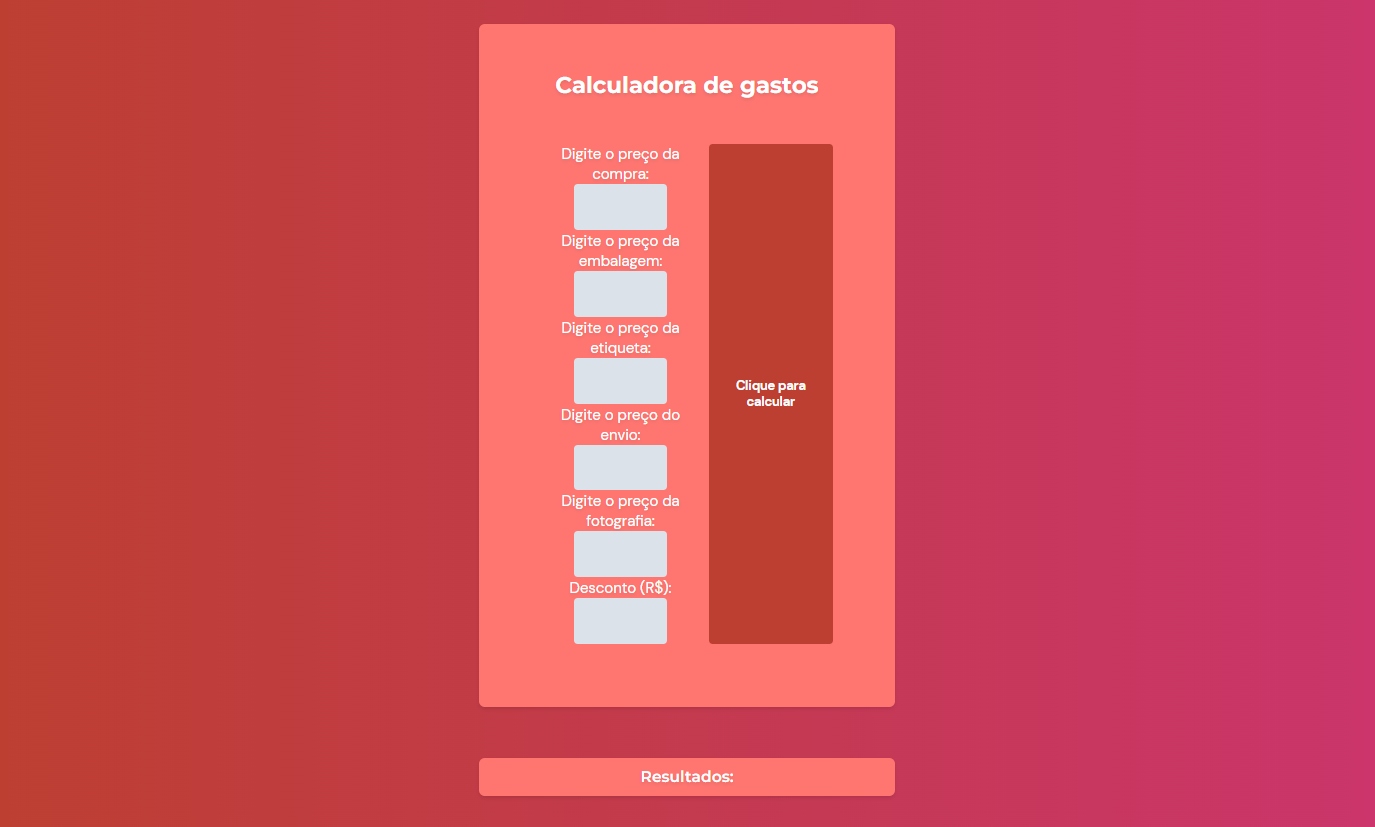 Calculadora de gastos
Digite o preço da
compra:
Digite o preço da
embalagem:
Digite o preço da
etiqueta:
Digite o preço do
envio:
Digite o preço da
fotografia:
Desconto (R$):
Clique para
calcular
Resultados: